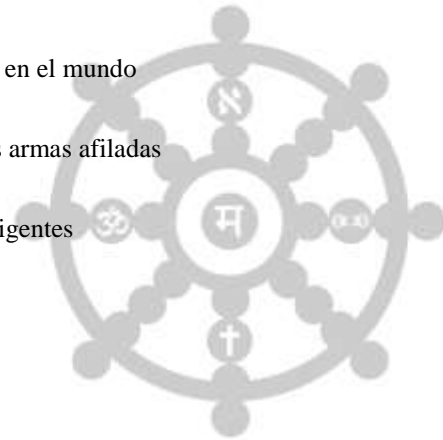 en el mundo
armas afiladas
igentes
ॐ
म